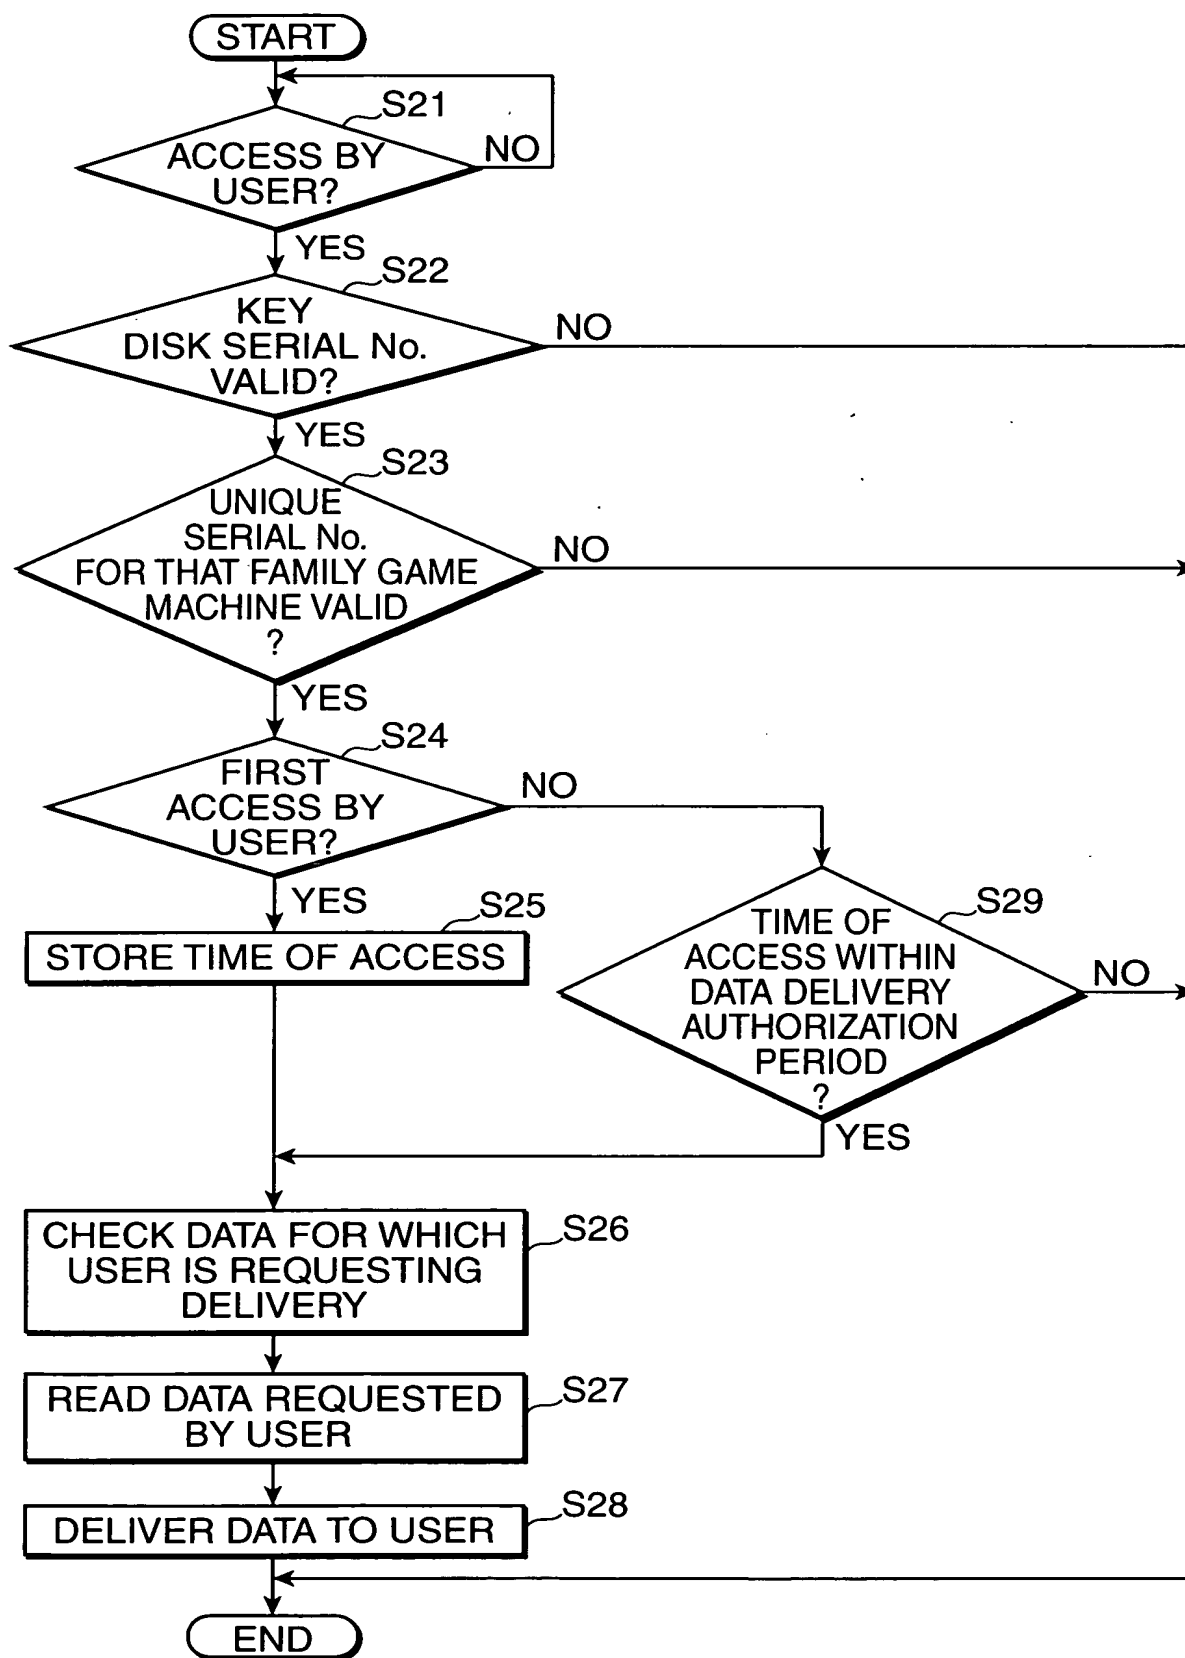 START
S21
ACCESS BY
USER?
NO
YES
S22
KEY
DISK SERIAL No.
VALID?
NO
YES
S23
UNIQUE
SERIAL No.
FOR THAT FAMILY GAME
MACHINE VALID
?
NO
YES
S24
FIRST
ACCESS BY
USER?
NO
YES
S25
STORE TIME OF ACCESS
S29
TIME OF
ACCESS WITHIN
DATA DELIVERY
AUTHORIZATION
PERIOD
?
NO
YES
S26
CHECK DATA FOR WHICH
USER IS REQUESTING
DELIVERY
S27
READ DATA REQUESTED
BY USER
S28
DELIVER DATA TO USER
END